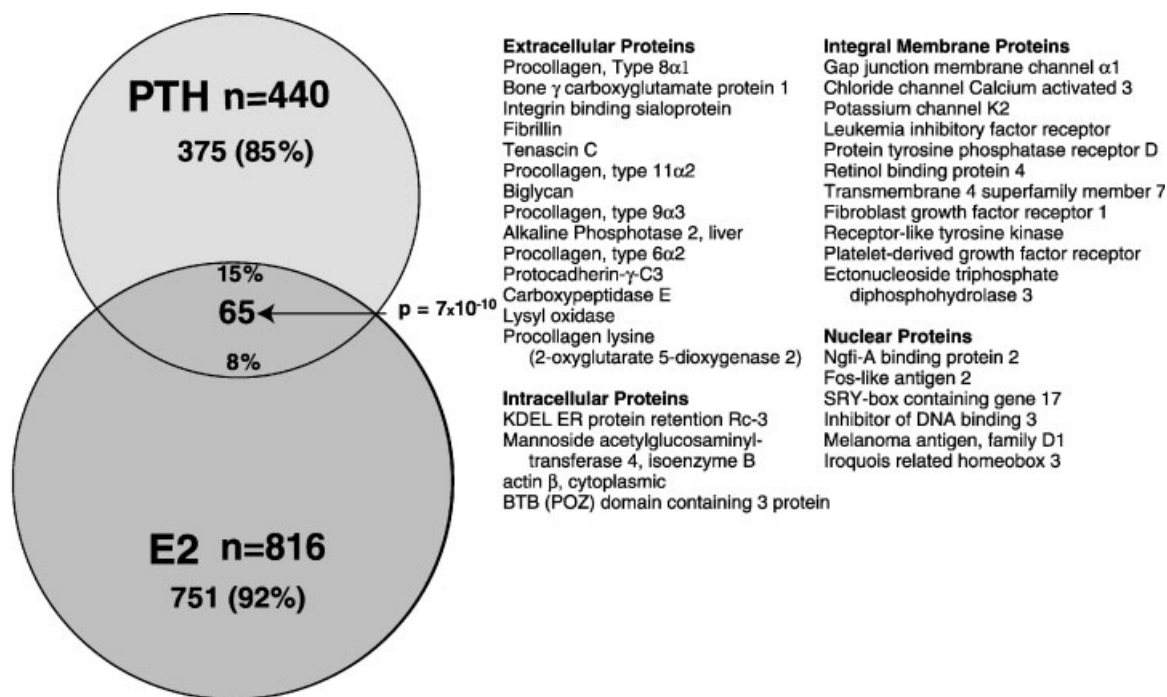 PTH n=440
375 (85%)
15%
65
p = 7x10-10
8%
E2 n=816
751 (92%)
Extracellular Proteins
Procollagen, Type 8α1
Bone γ carboxyglutamate protein 1
Integrin binding sialoprotein
Fibrillin
Tenascin C
Procollagen, type 11α2
Biglycan
Procollagen, type 9α3
Alkaline Phosphotase 2, liver
Procollagen, type 6α2
Protocadherin-γ-C3
Carboxypeptidase E
Lysyl oxidase
Procollagen lysine
(2-oxyglutarate 5-dioxygenase 2)
Intracellular Proteins
KDEL ER protein retention Rc-3
Mannoside acetylglucosaminyl-
transferase 4, isoenzyme B
actin β, cytoplasmic
BTB (POZ) domain containing 3 protein
Integral Membrane Proteins
Gap junction membrane channel α1
Chloride channel Calcium activated 3
Potassium channel K2
Leukemia inhibitory factor receptor
Protein tyrosine phosphatase receptor D
Retinol binding protein 4
Transmembrane 4 superfamily member 7
Fibroblast growth factor receptor 1
Receptor-like tyrosine kinase
Platelet-derived growth factor receptor
Ectonucleoside triphosphate
diphosphohydrolase 3
Nuclear Proteins
Ngfi-A binding protein 2
Fos-like antigen 2
SRY-box containing gene 17
Inhibitor of DNA binding 3
Melanoma antigen, family D1
Iroquois related homeobox 3